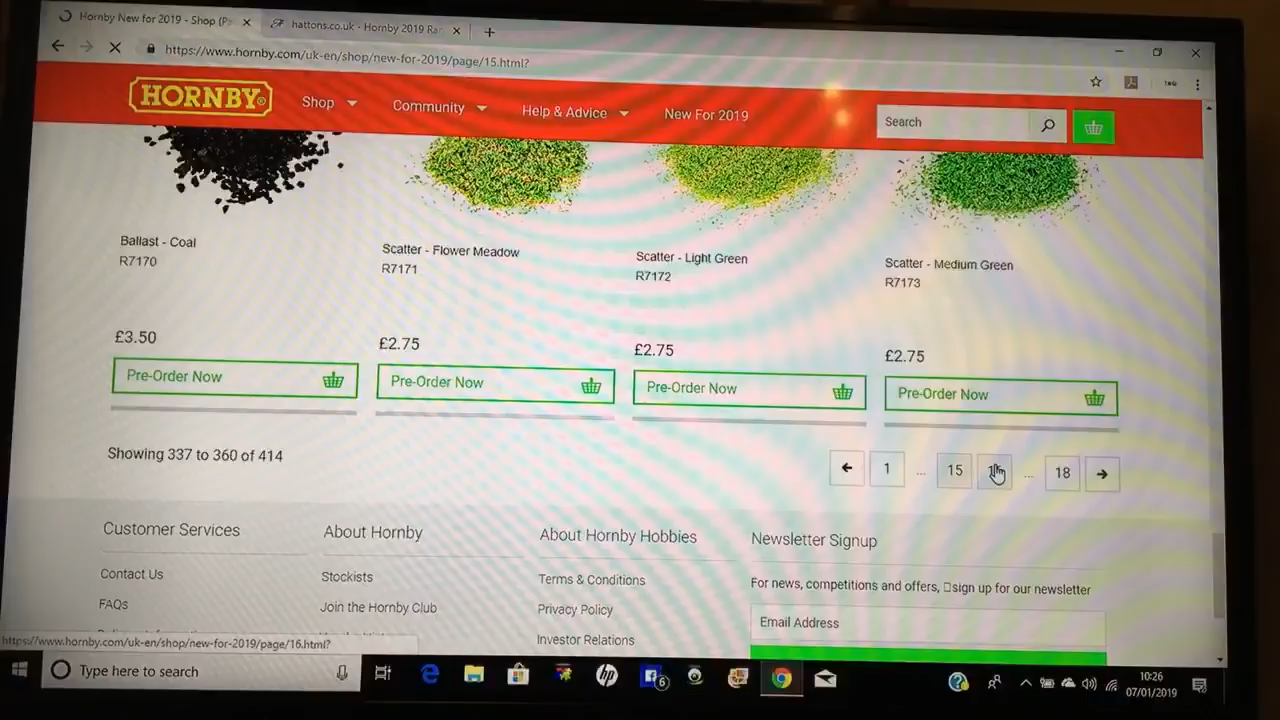 Hornby New for 2019 - Shop (Pa
hattons.co.uk - Hornby 2019 Ran
https://www.hornby.com/uk-en/shop/new-for-2019/page/15.html?
HORNBY
Shop
Community
Help & Advice
New For 2019
Search
Ballast - Coal
R7170
Scatter - Flower Meadow
R7171
Scatter - Light Green
R7172
Scatter - Medium Green
R7173
£3.50
£2.75
£2.75
£2.75
Pre-Order Now
Pre-Order Now
Pre-Order Now
Pre-Order Now
Showing 337 to 360 of 414
1
...
15
...
18
Customer Services
About Hornby
About Hornby Hobbies
Newsletter Signup
Contact Us
Stockists
Terms & Conditions
For news, competitions and offers, sign up for our newsletter
FAQs
Join the Hornby Club
Privacy Policy
Email Address
Investor Relations
https://www.hornby.com/uk-en/shop/new-for-2019/page/16.html?
Type here to search
hp
6
10:26
07/01/2019